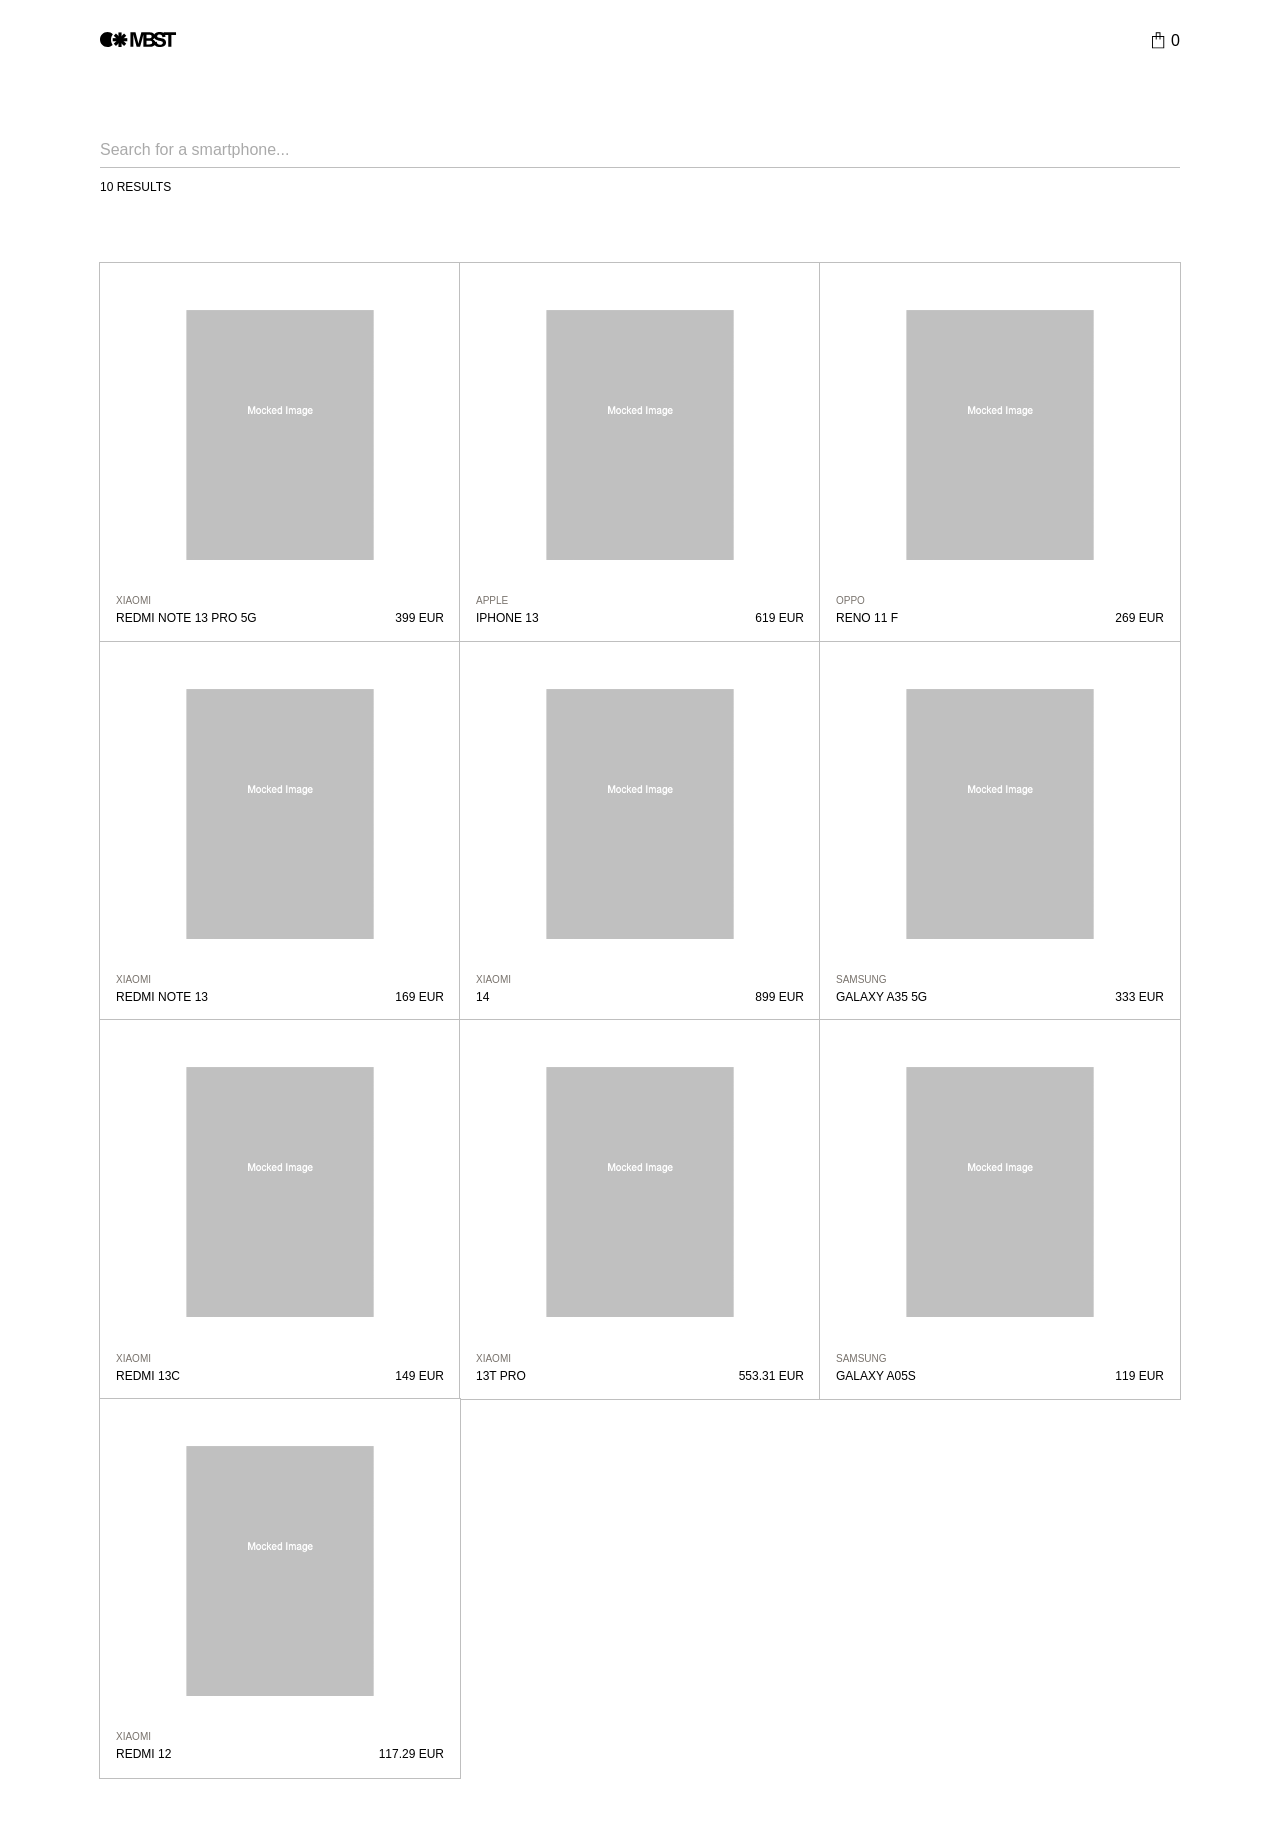 MBST
0
Search for a smartphone...
10 RESULTS
Mocked Image
Mocked Image
Mocked Image
XIAOMI
REDMI NOTE 13 PRO 5G 399 EUR
APPLE
IPHONE 13 619 EUR
OPPO
RENO 11 F 269 EUR
Mocked Image
Mocked Image
Mocked Image
XIAOMI
REDMI NOTE 13 169 EUR
XIAOMI
14 899 EUR
SAMSUNG
GALAXY A35 5G 333 EUR
Mocked Image
Mocked Image
Mocked Image
XIAOMI
REDMI 13C 149 EUR
XIAOMI
13T PRO 553.31 EUR
SAMSUNG
GALAXY A05S 119 EUR
Mocked Image
XIAOMI
REDMI 12 117.29 EUR